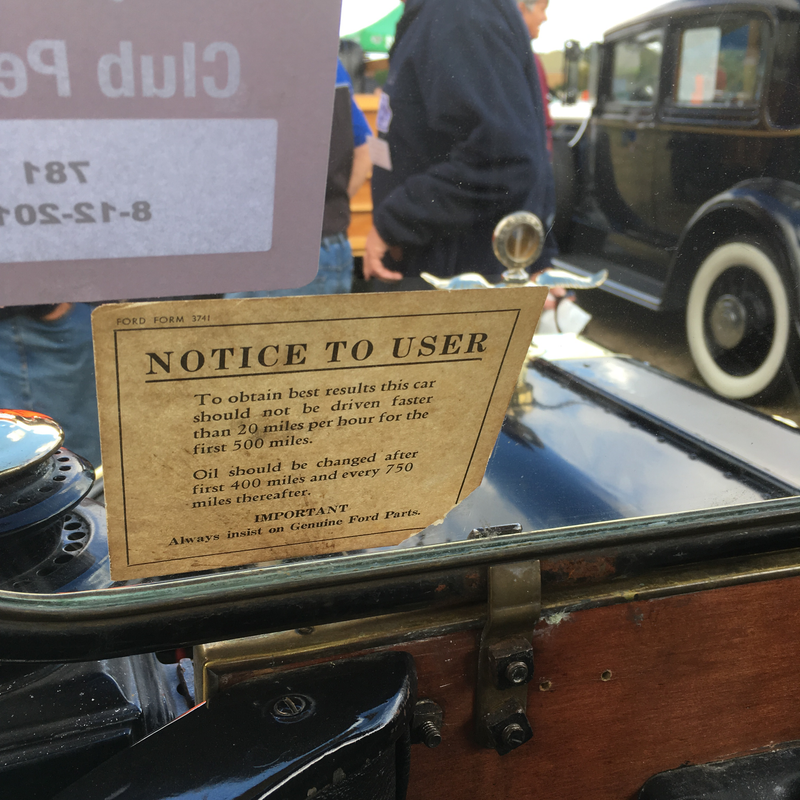 Club Pe
781
8-12-201
FORD FORM 3741
NOTICE TO USER
To obtain best results this car
should not be driven faster
than 20 miles per hour for the
first 500 miles.
Oil should be changed after
first 400 miles and every 750
miles thereafter.
IMPORTANT
Always insist on Genuine Ford Parts.